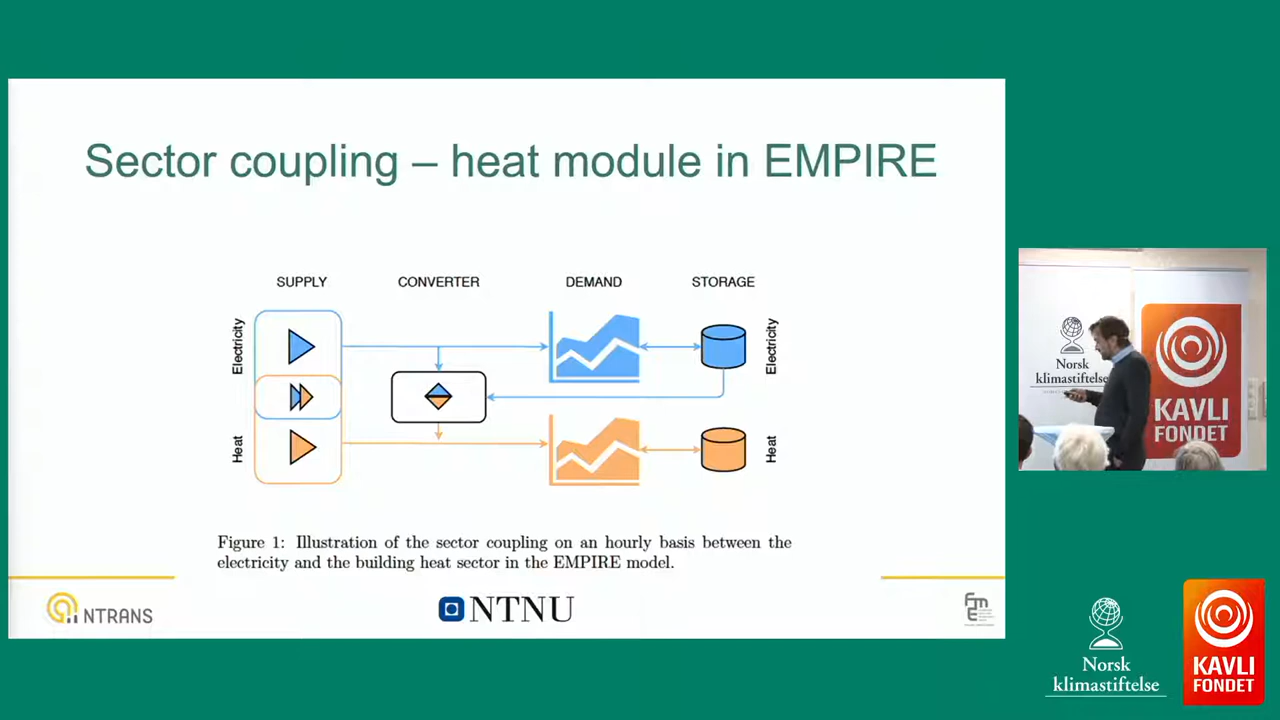 Sector coupling – heat module in EMPIRE
SUPPLY
CONVERTER
DEMAND
STORAGE
Electricity
Electricity
Heat
Heat
Figure 1: Illustration of the sector coupling on an hourly basis between the
electricity and the building heat sector in the EMPIRE model.
NTRANS
NTNU
FME
Norsk
klimastiftelse
KAVLI
FONDET
Norsk
klimastiftelse
KAVLI
FONDET